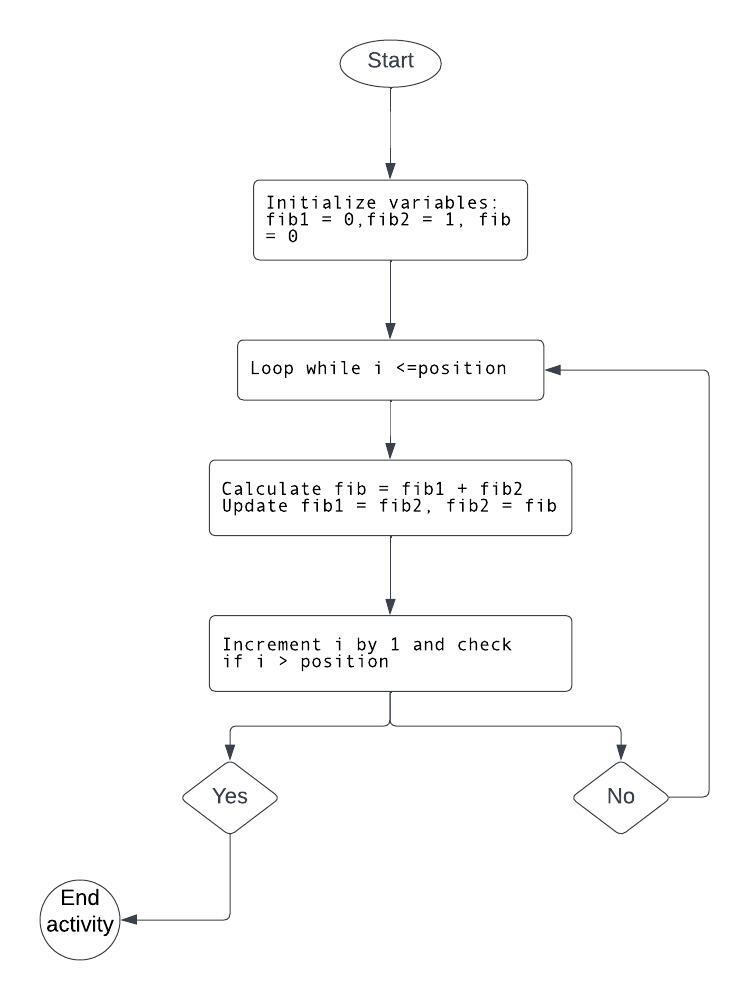 Start
Initialize variables:
fib1 = 0,fib2 = 1, fib
= 0
Loop while i <=position
Calculate fib = fib1 + fib2
Update fib1 = fib2, fib2 = fib
Increment i by 1 and check
if i > position
Yes
No
End
activity